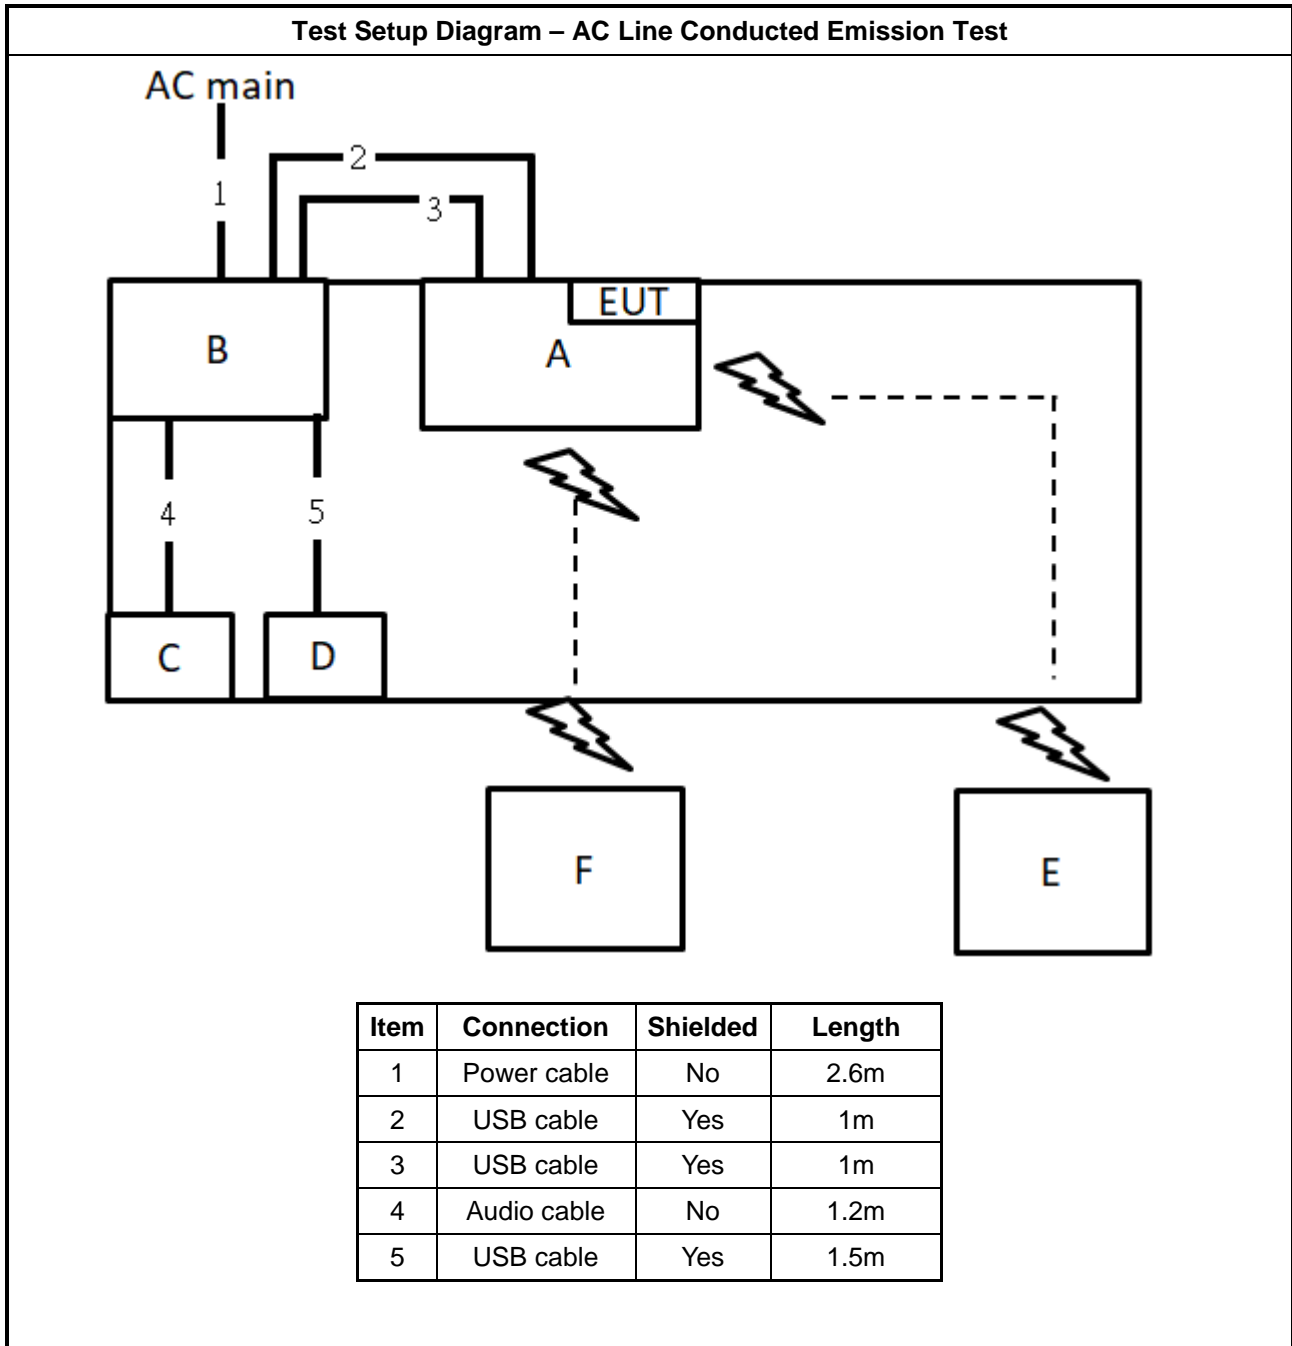 Test Setup Diagram – AC Line Conducted Emission Test
AC main
2
1
3
EUT
B
A
4
5
C
D
F
E
Item Connection Shielded Length
1 Power cable No 2.6m
2 USB cable Yes 1m
3 USB cable Yes 1m
4 Audio cable No 1.2m
5 USB cable Yes 1.5m